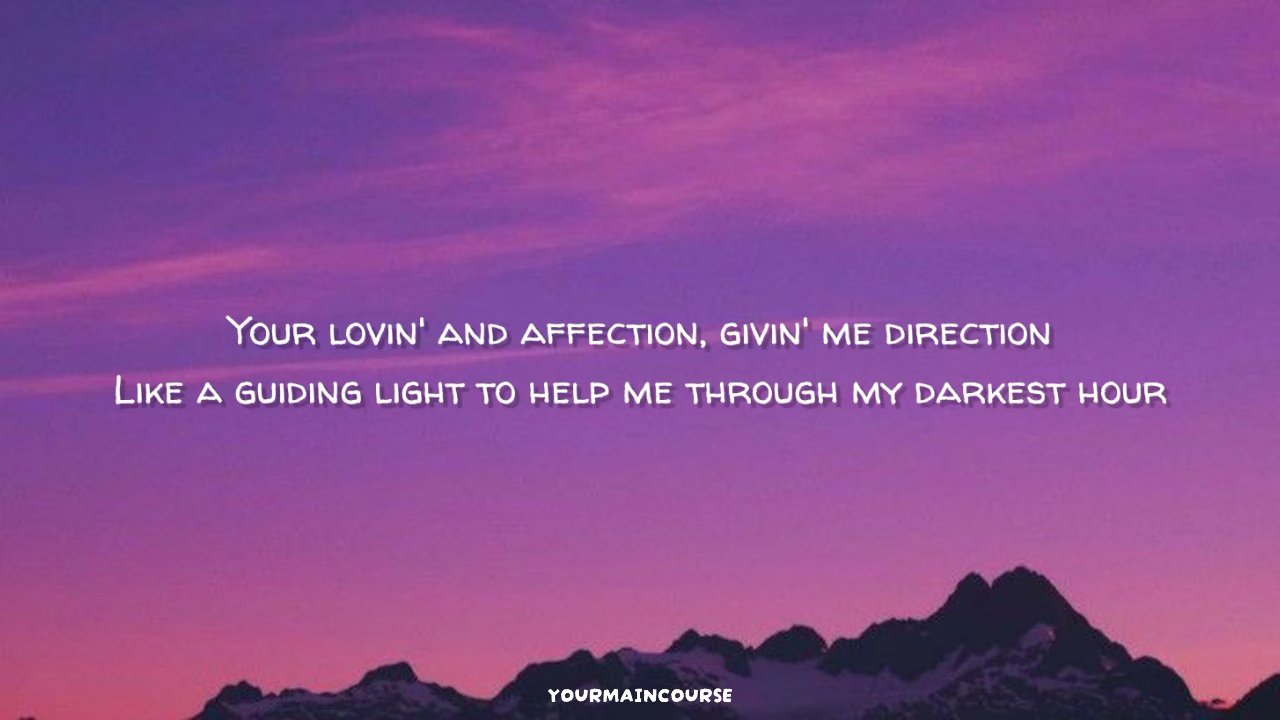 Your lovin' and affection, givin' me direction
Like a guiding light to help me through my darkest hour
YOURMAINCOURSE